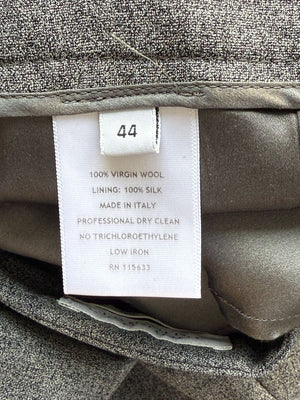 44
100% VIRGIN WOOL
LINING: 100% SILK
MADE IN ITALY
PROFESSIONAL DRY CLEAN
NO TRICHLOROETHYLENE
LOW IRON
RN 115633